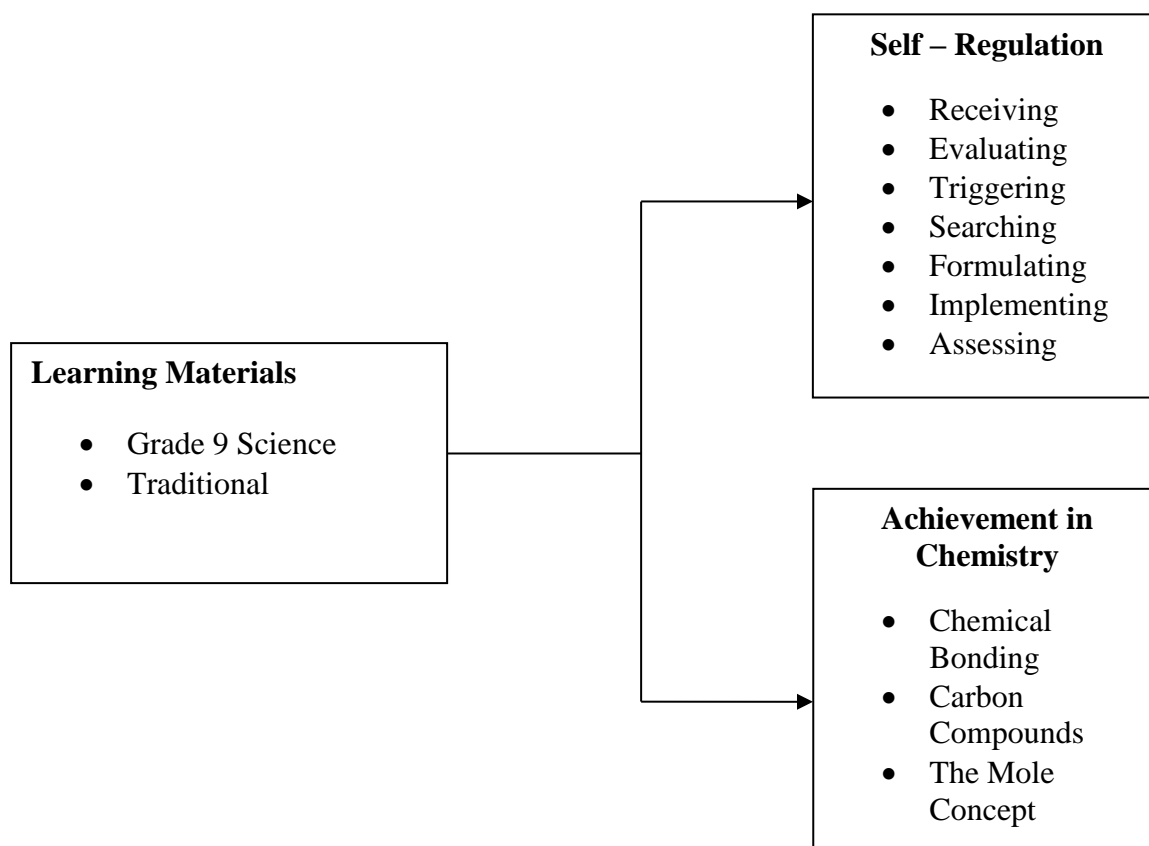 Self – Regulation
• Receiving
• Evaluating
• Triggering
• Searching
• Formulating
• Implementing
• Assessing
Learning Materials
• Grade 9 Science
• Traditional
Achievement in
Chemistry
• Chemical
Bonding
• Carbon
Compounds
• The Mole
Concept